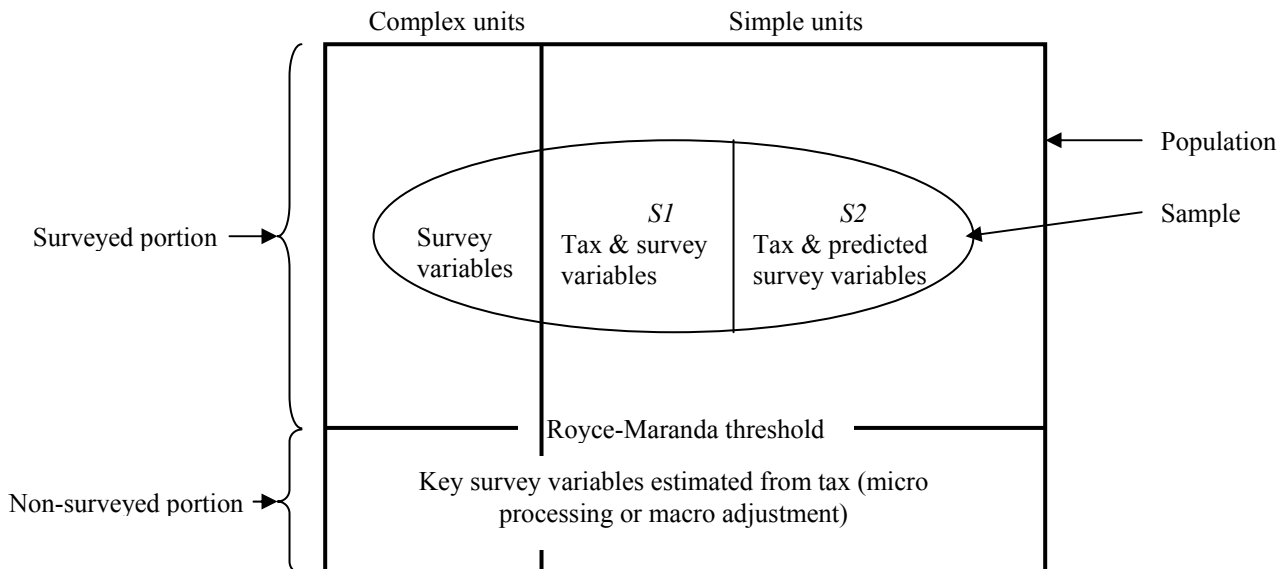 Complex units
Simple units
Population
Surveyed portion
Survey
variables
S1
Tax & survey
variables
S2
Tax & predicted
survey variables
Sample
Royce-Maranda threshold
Non-surveyed portion
Key survey variables estimated from tax (micro
processing or macro adjustment)